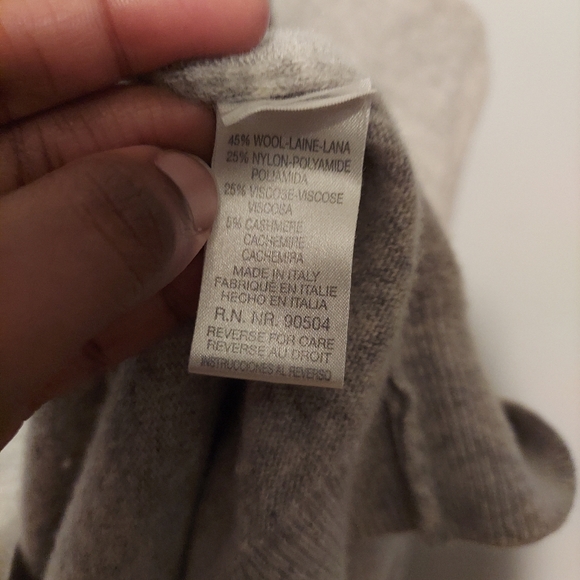 45% WOOL-LAINE-LANA
25% NYLON-POLYAMIDE
POLIAMIDA
25% VISCOSE-VISCOSE
VISCOSA
5% CASHMERE
CACHEMIRE
CACHEMIRA
MADE IN ITALY
FABRIQUÉ EN ITALIE
HECHO EN ITALIA
R.N. NR. 90504
REVERSE FOR CARE
REVERSE AU DROIT
INSTRUCCIONES AL REVERSO